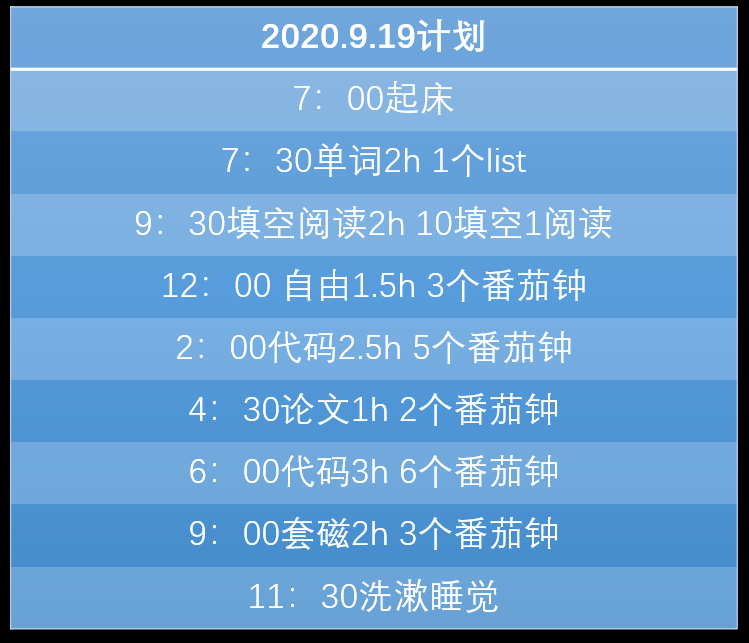 2020.9.19计划
7：00起床
7：30单词2h 1个list
9：30填空阅读2h 10填空1阅读
12：00 自由1.5h 3个番茄钟
2：00代码2.5h 5个番茄钟
4：30论文1h 2个番茄钟
6：00代码3h 6个番茄钟
9：00套磁2h 3个番茄钟
11：30洗漱睡觉